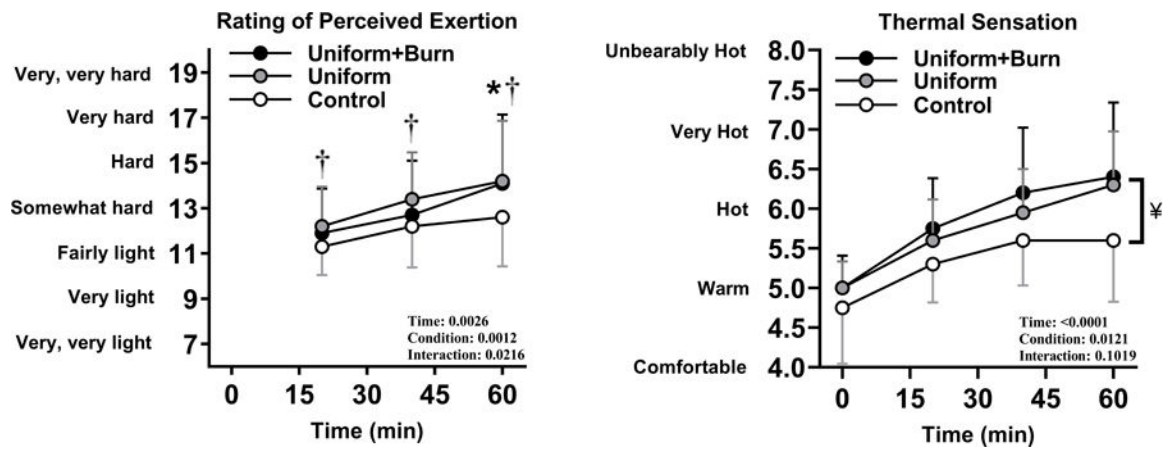 Rating of Perceived Exertion
Uniform+Burn
Uniform
Control
Very, very hard
Very hard
Hard
Somewhat hard
Fairly light
Very light
Very, very light
19
17
15
13
11
9
7
†
†
*†
Time: 0.0026
Condition: 0.0012
Interaction: 0.0216
0 15 30 45 60
Time (min)
Thermal Sensation
Uniform+Burn
Uniform
Control
Unbearably Hot
Very Hot
Hot
Warm
Comfortable
8.0
7.5
7.0
6.5
6.0
5.5
5.0
4.5
4.0
¥
Time: <0.0001
Condition: 0.0121
Interaction: 0.1019
0 15 30 45 60
Time (min)